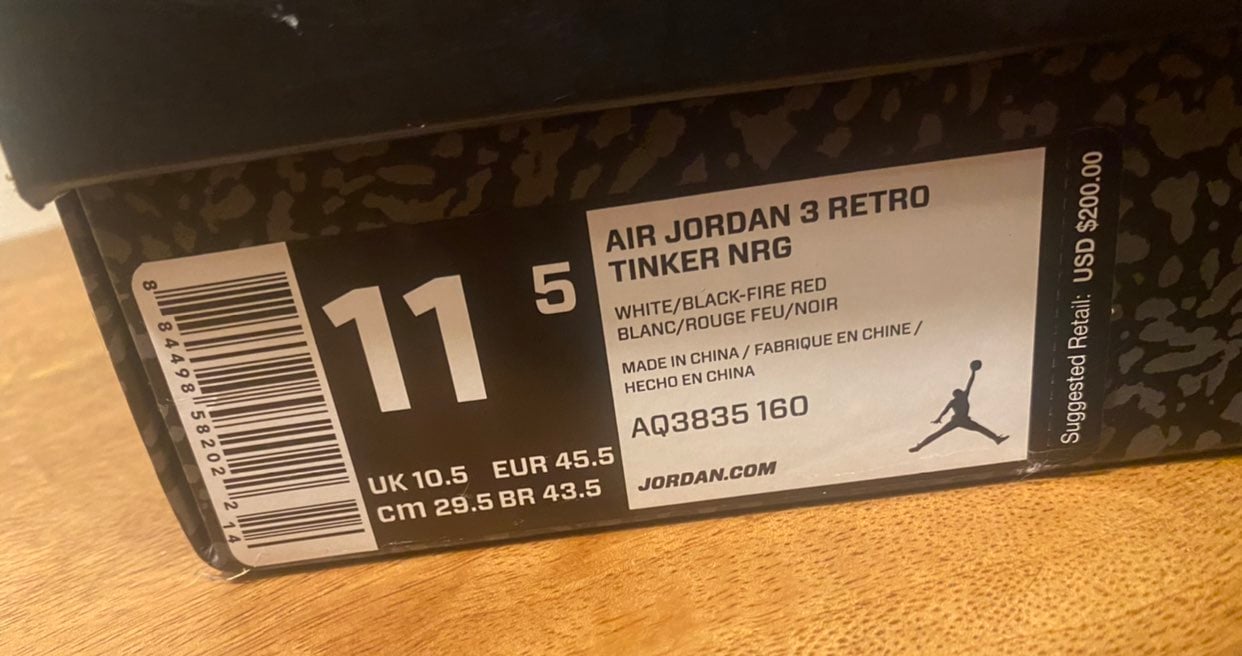 8 84498 58202 2 14
11 5
UK 10.5 EUR 45.5
cm 29.5 BR 43.5
AIR JORDAN 3 RETRO
TINKER NRG
WHITE/BLACK-FIRE RED
BLANC/ROUGE FEU/NOIR
MADE IN CHINA / FABRIQUE EN CHINE /
HECHO EN CHINA
AQ3835 160
JORDAN.COM
Suggested Retail: USD $200.00